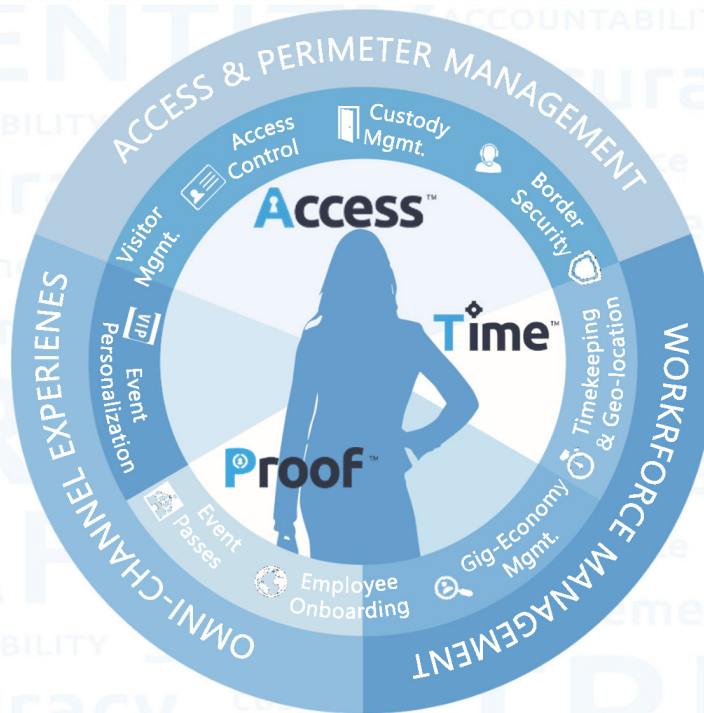 ACCOUNTABILITY
ACCESS & PERIMETER MANAGEMENT
Visitor
Mgmt.
Access
Control
Custody
Mgmt.
Border
Security
Access™
Time™
Proof™
Timekeeping
& Geo-location
Gig-Economy
Mgmt.
Employee
Onboarding
Event
Passes
VIP
Event
Personalization
WORKRFORCE MANAGEMENT
OMNI-CHANNEL EXPERIENES